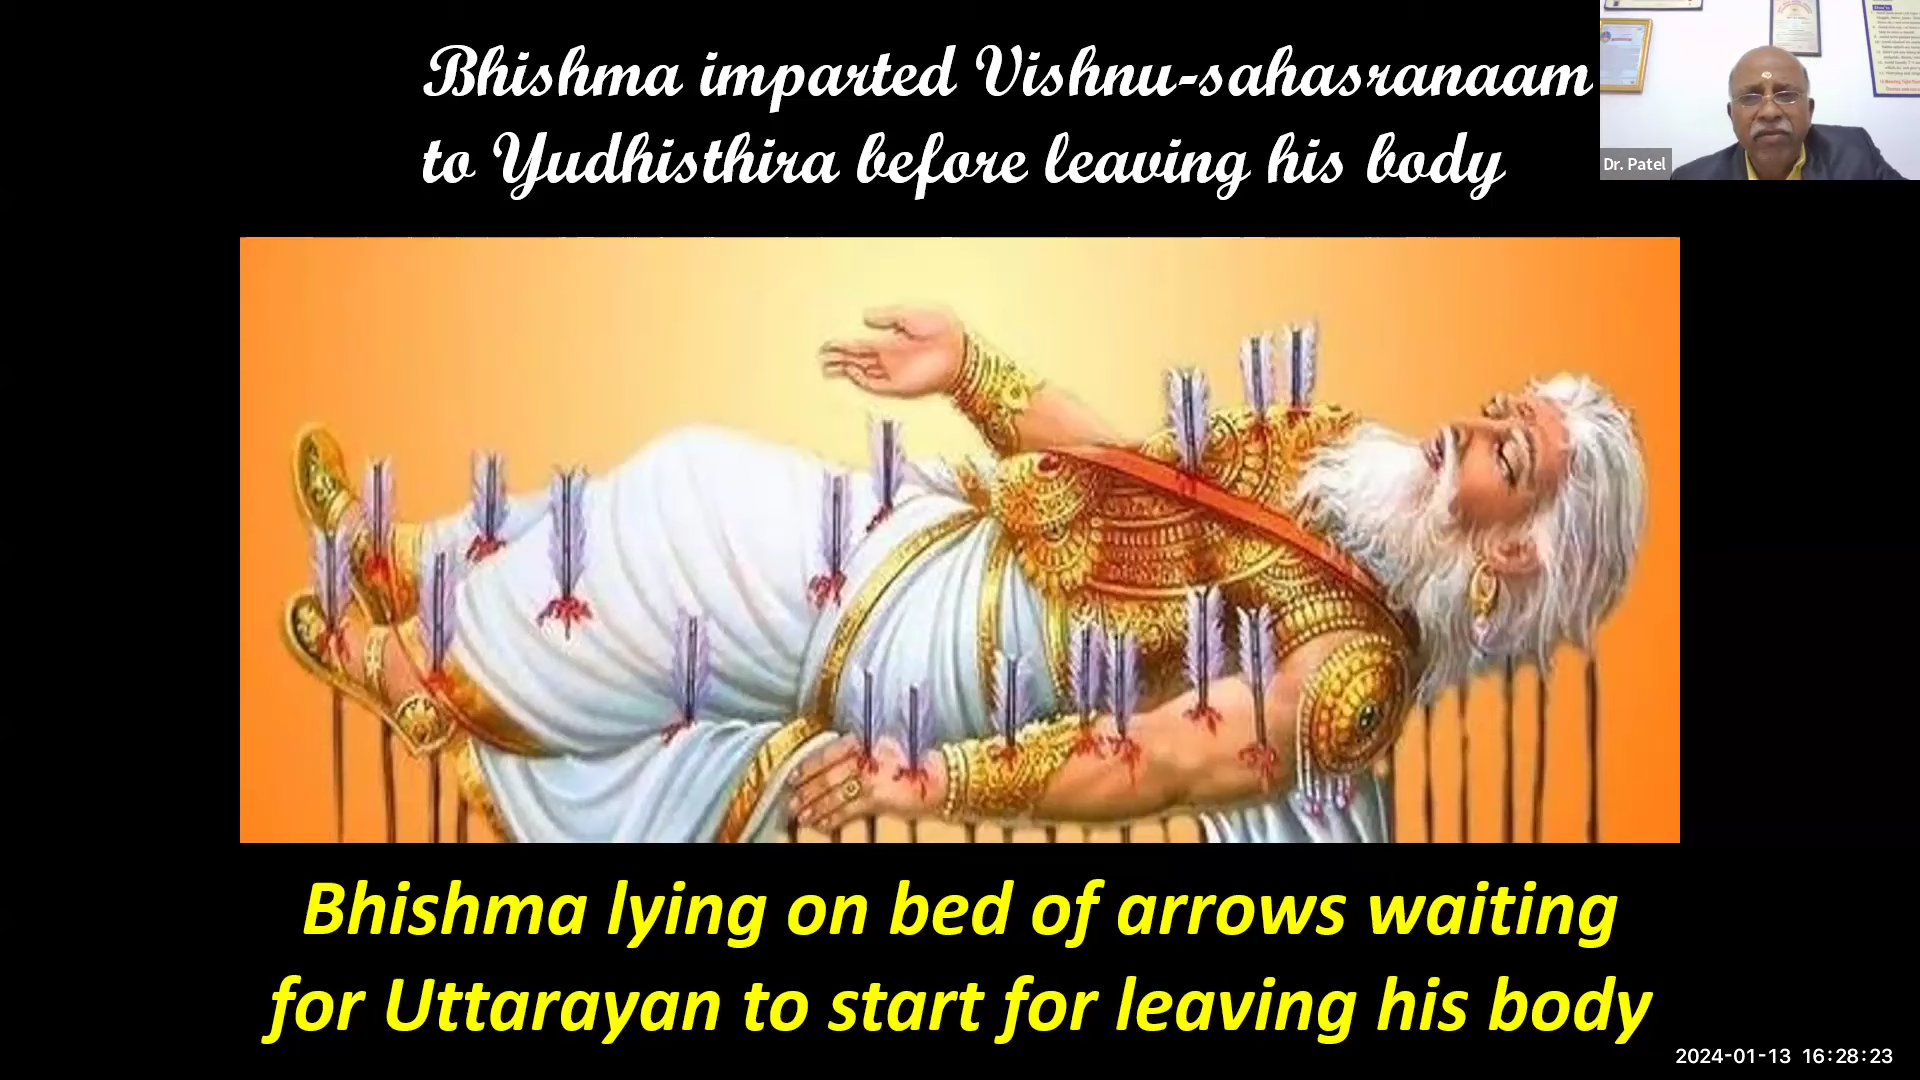 Bhishma imparted Vishnu-sahasranaam
to Yudhisthira before leaving his body
Dr. Patel
Bhishma lying on bed of arrows waiting
for Uttarayan to start for leaving his body
2024-01-13 16:28:23